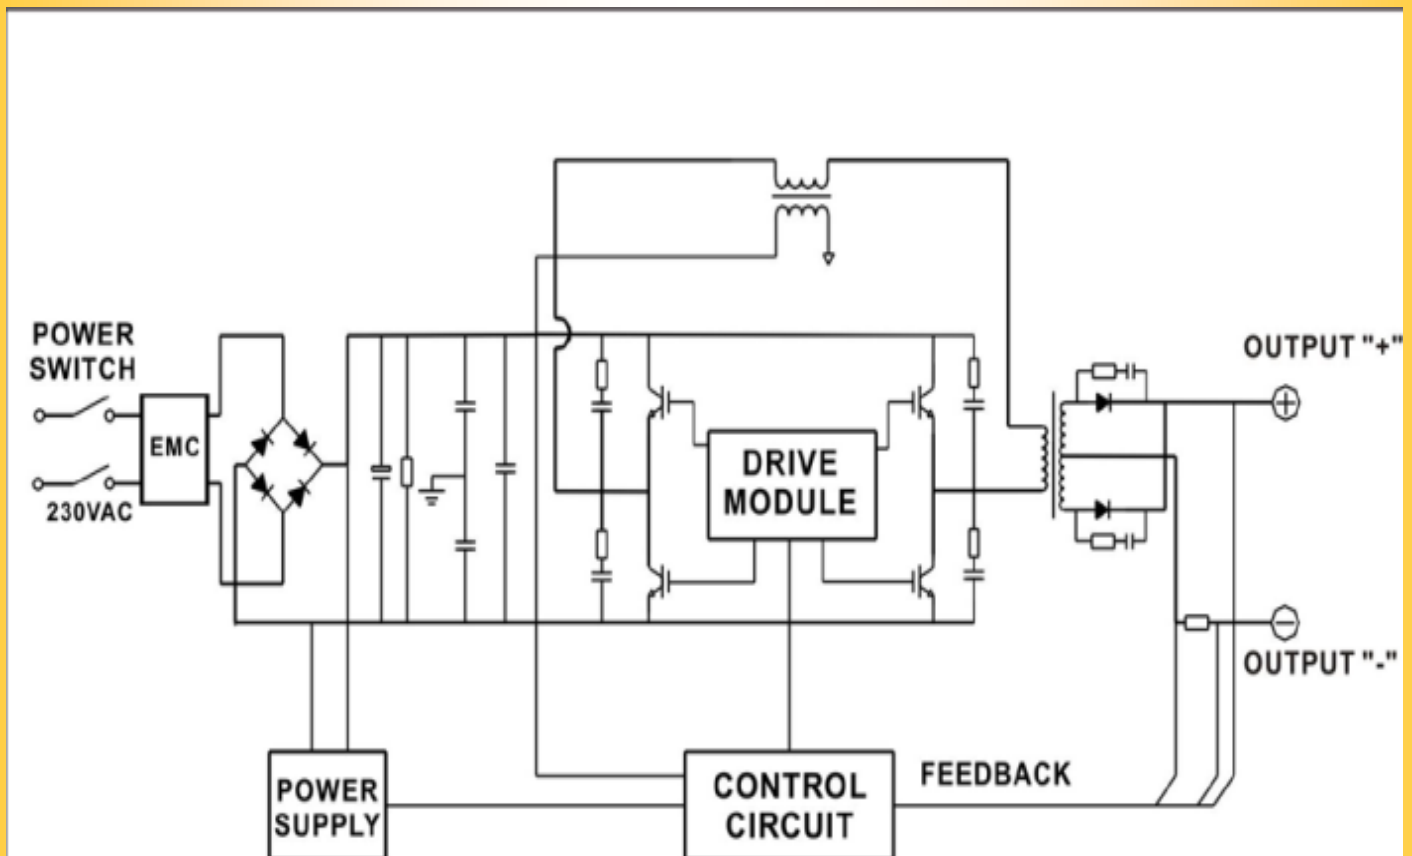 POWER
SWITCH
EMC
230VAC
DRIVE
MODULE
OUTPUT "+"
OUTPUT "-"
POWER
SUPPLY
CONTROL
CIRCUIT
FEEDBACK